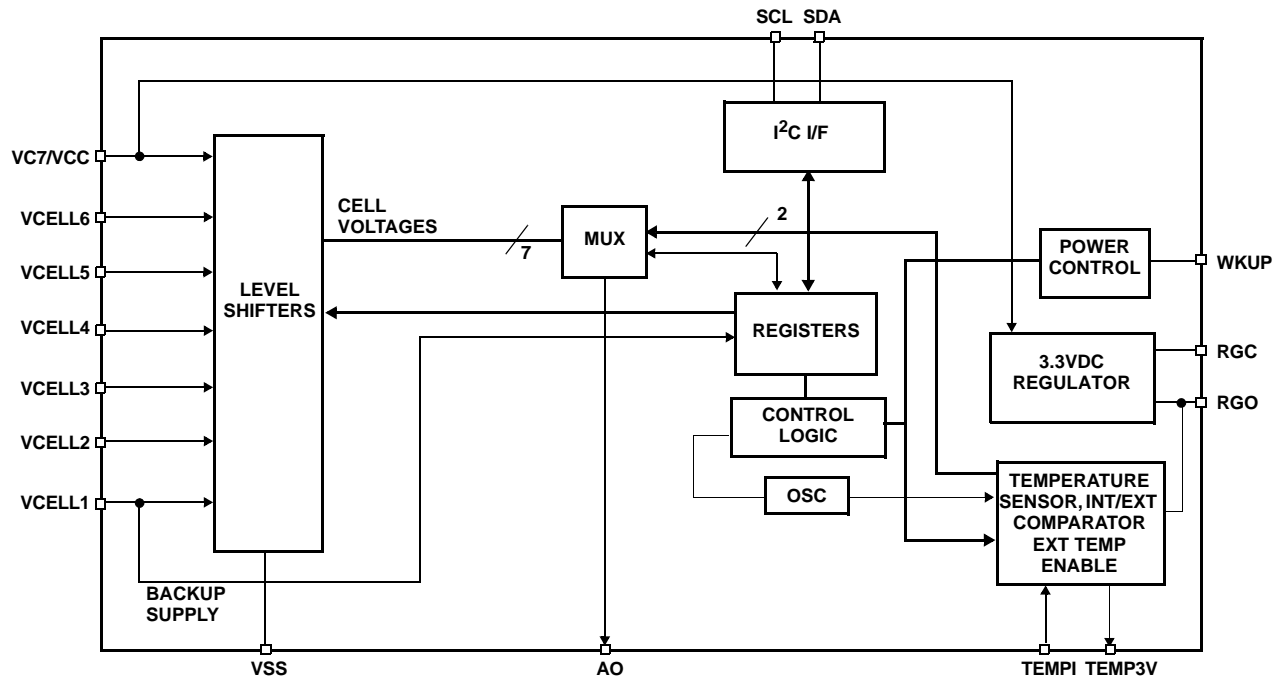 SCL SDA
I²C I/F
VC7/VCC
VCELL6
VCELL5
VCELL4
VCELL3
VCELL2
VCELL1
LEVEL
SHIFTERS
CELL
VOLTAGES
7
MUX
2
REGISTERS
CONTROL
LOGIC
OSC
POWER
CONTROL
WKUP
3.3VDC
REGULATOR
RGC
RGO
TEMPERATURE
SENSOR, INT/EXT
COMPARATOR
EXT TEMP
ENABLE
BACKUP
SUPPLY
VSS
AO
TEMPI TEMP3V